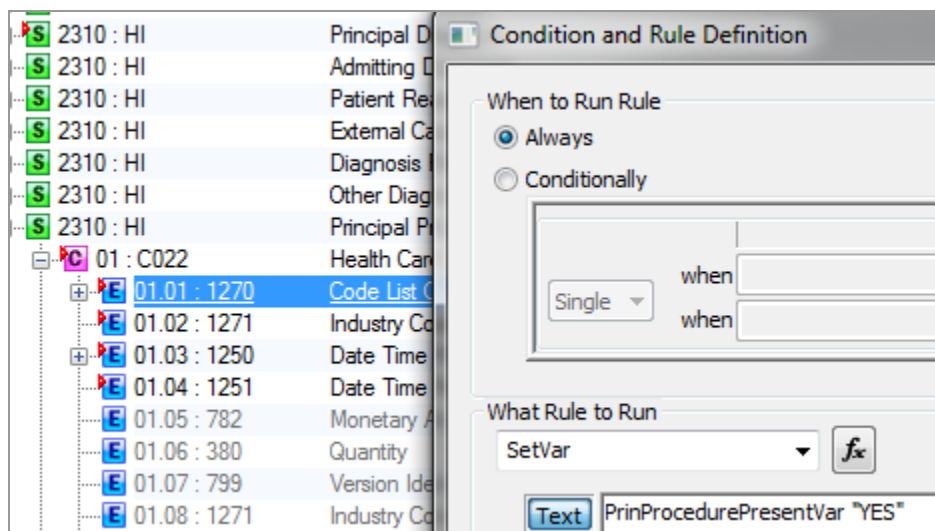 2310 : HI Principal D
2310 : HI Admitting D
2310 : HI Patient Rea
2310 : HI External Ca
2310 : HI Diagnosis
2310 : HI Other Diag
2310 : HI Principal Pr
01 : C022 Health Care
01.01 : 1270 Code List
01.02 : 1271 Industry Co
01.03 : 1250 Date Time
01.04 : 1251 Date Time
01.05 : 782 Monetary A
01.06 : 380 Quantity
01.07 : 799 Version Ide
01.08 : 1271 Industry Co
Condition and Rule Definition
When to Run Rule
Always
Conditionally
Single
when
when
What Rule to Run
SetVar
fx
Text PrinProcedurePresentVar "YES"